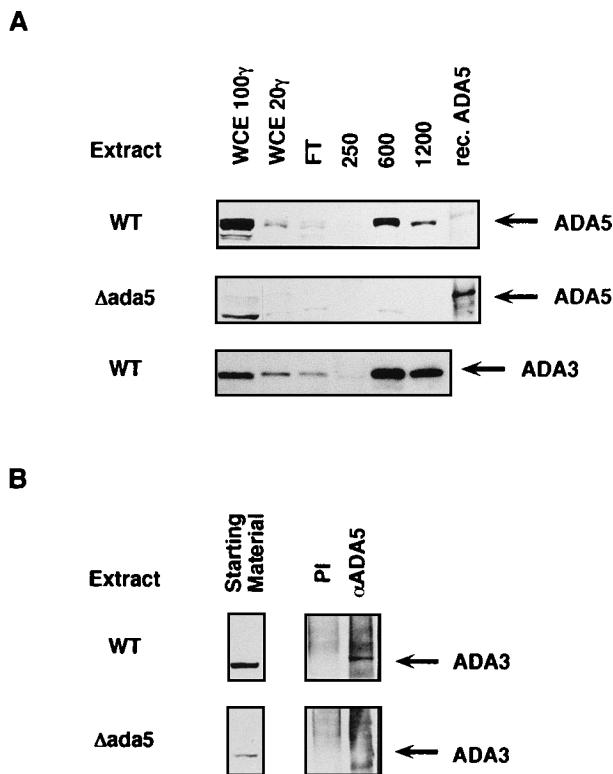 A
Extract
WCE 100γ
WCE 20γ
FT
250
600
1200
rec. ADA5
WT
ADA5
Δada5
ADA5
WT
ADA3
B
Extract
Starting
Material
PI
αADA5
WT
ADA3
Δada5
ADA3